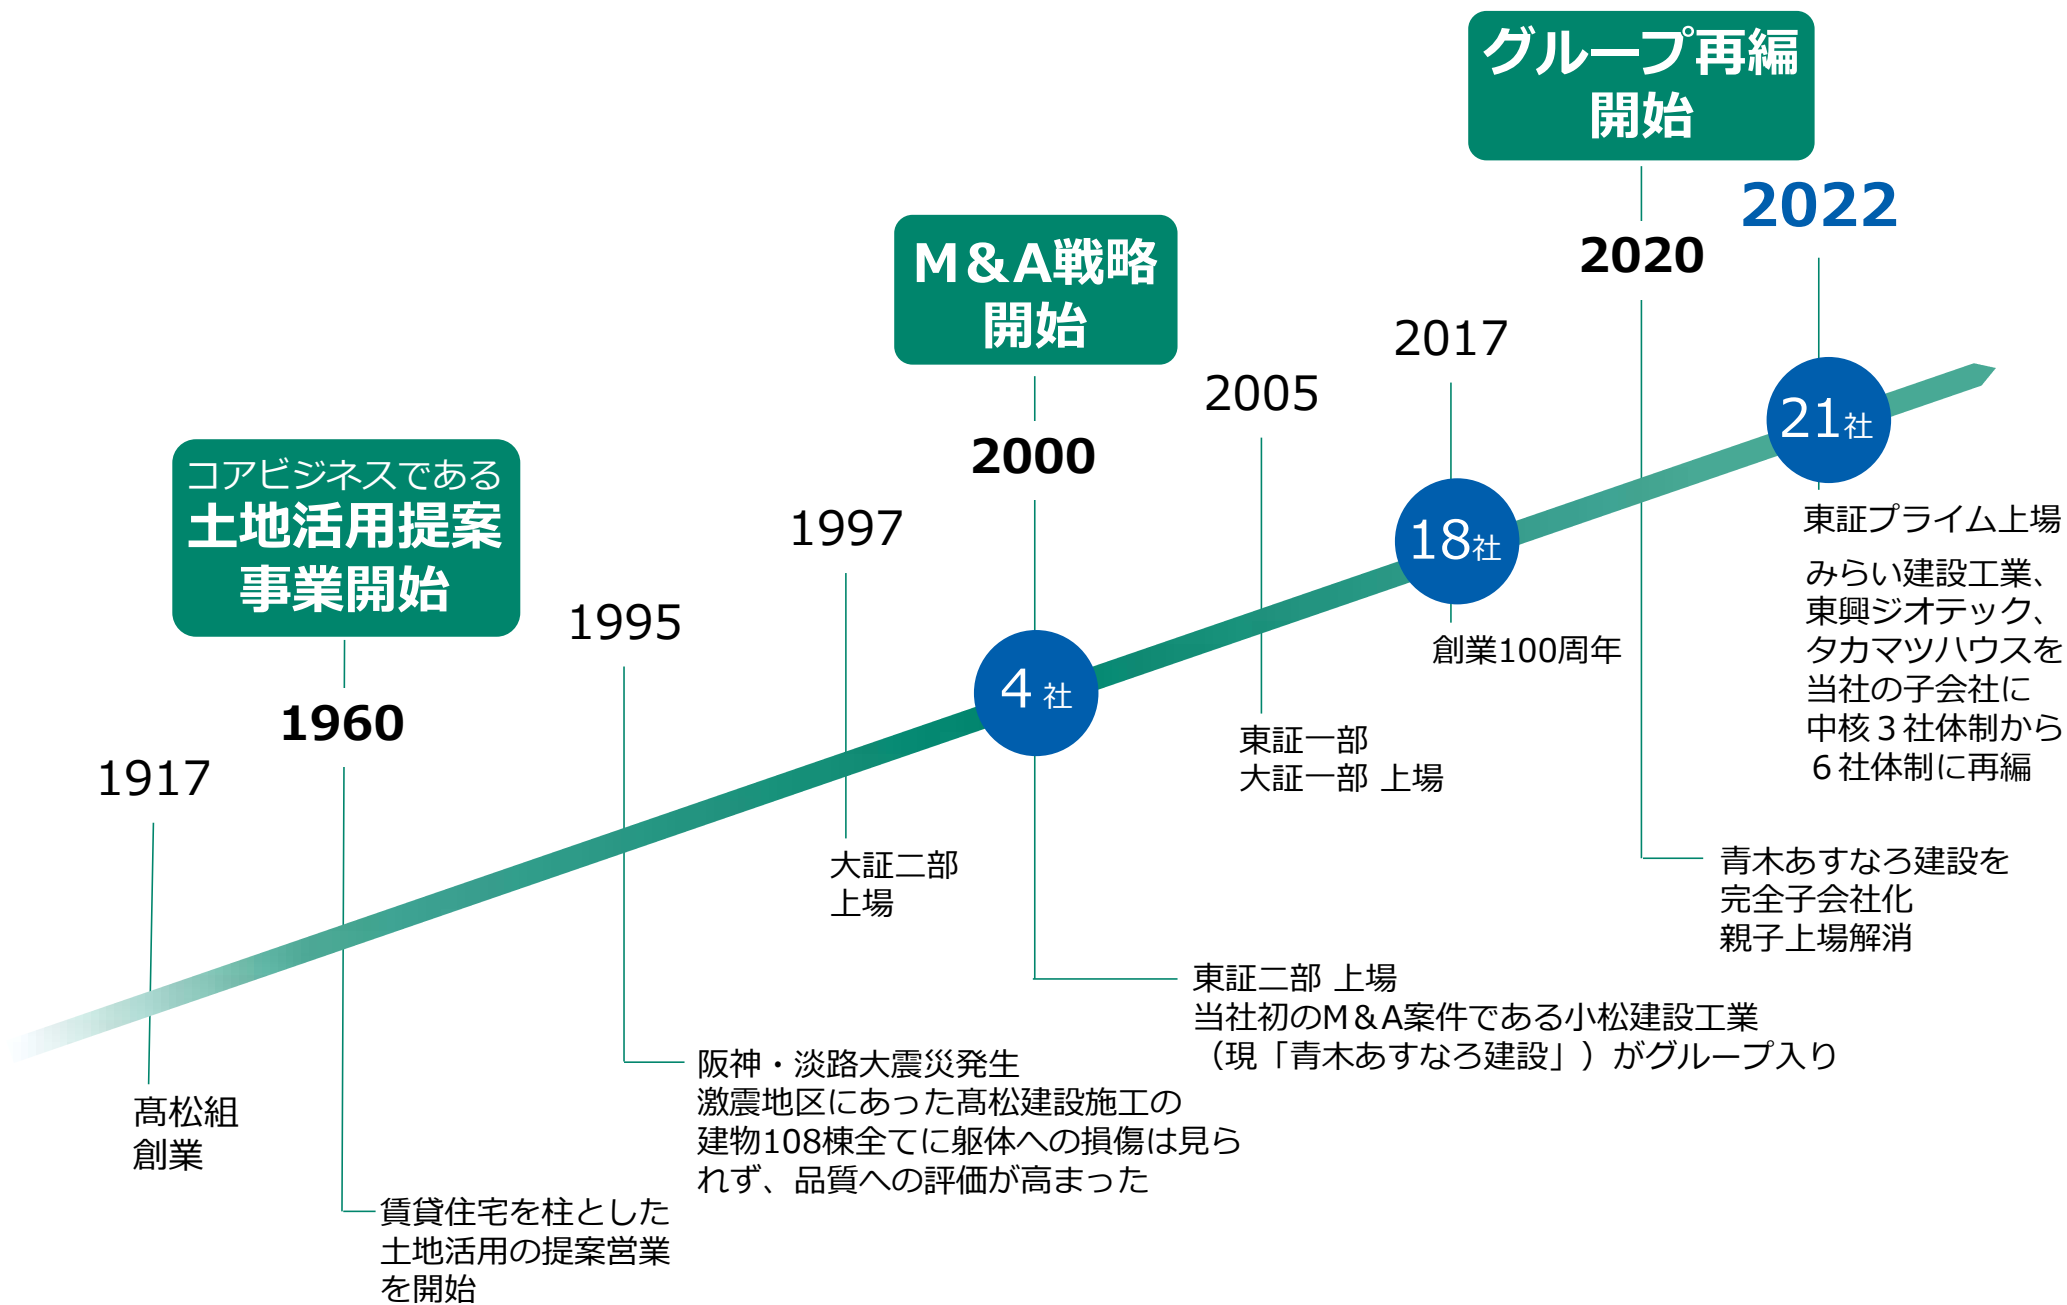 1917
髙松組
創業
コアビジネスである
土地活用提案
事業開始
1960
賃貸住宅を柱とした
土地活用の提案営業
を開始
1995
阪神・淡路大震災発生
激震地区にあった髙松建設施工の
建物108棟全てに躯体への損傷は見ら
れず、品質への評価が高まった
1997
大証二部
上場
M&A戦略
開始
2000
4 社
東証二部 上場
当社初のM&A案件である小松建設工業
（現「青木あすなろ建設」）がグループ入り
2005
東証一部
大証一部 上場
2017
18社
創業100周年
グループ再編
開始
2020
青木あすなろ建設を
完全子会社化
親子上場解消
2022
21社
東証プライム上場
みらい建設工業、
東興ジオテック、
タカマツハウスを
当社の子会社に
中核３社体制から
６社体制に再編